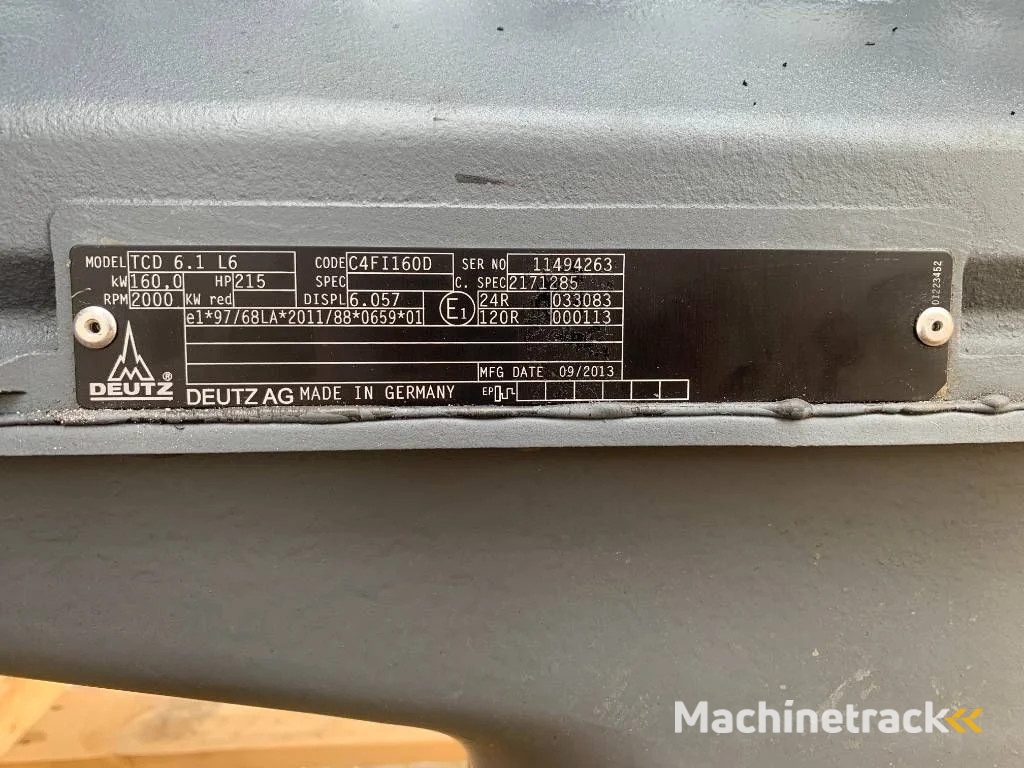 MODEL TCD 6.1 L6 CODE C4FI160D SER NO 11494263
kW 160,0 HP 215 SPEC C. SPEC 2171285
RPM 2000 KW red DISPL 6.057 E1 24R 033083
e1*97/68LA*2011/88*0659*01 120R 000113
MFG DATE 09/2013
DEUTZ ® DEUTZ AG MADE IN GERMANY EP
01223452
Machinetrack